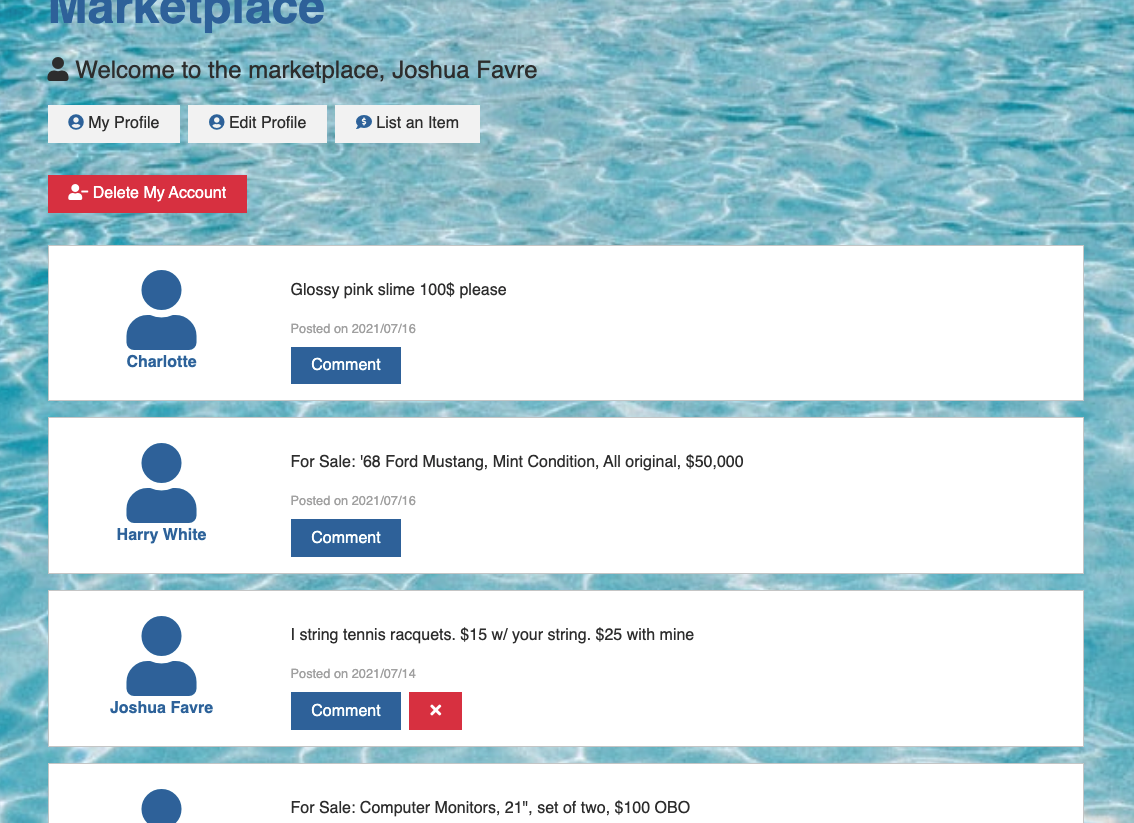 Marketplace
Welcome to the marketplace, Joshua Favre
My Profile
Edit Profile
List an Item
Delete My Account
Charlotte
Glossy pink slime 100$ please
Posted on 2021/07/16
Comment
Harry White
For Sale: '68 Ford Mustang, Mint Condition, All original, $50,000
Posted on 2021/07/16
Comment
Joshua Favre
I string tennis racquets. $15 w/ your string. $25 with mine
Posted on 2021/07/14
Comment
For Sale: Computer Monitors, 21", set of two, $100 OBO